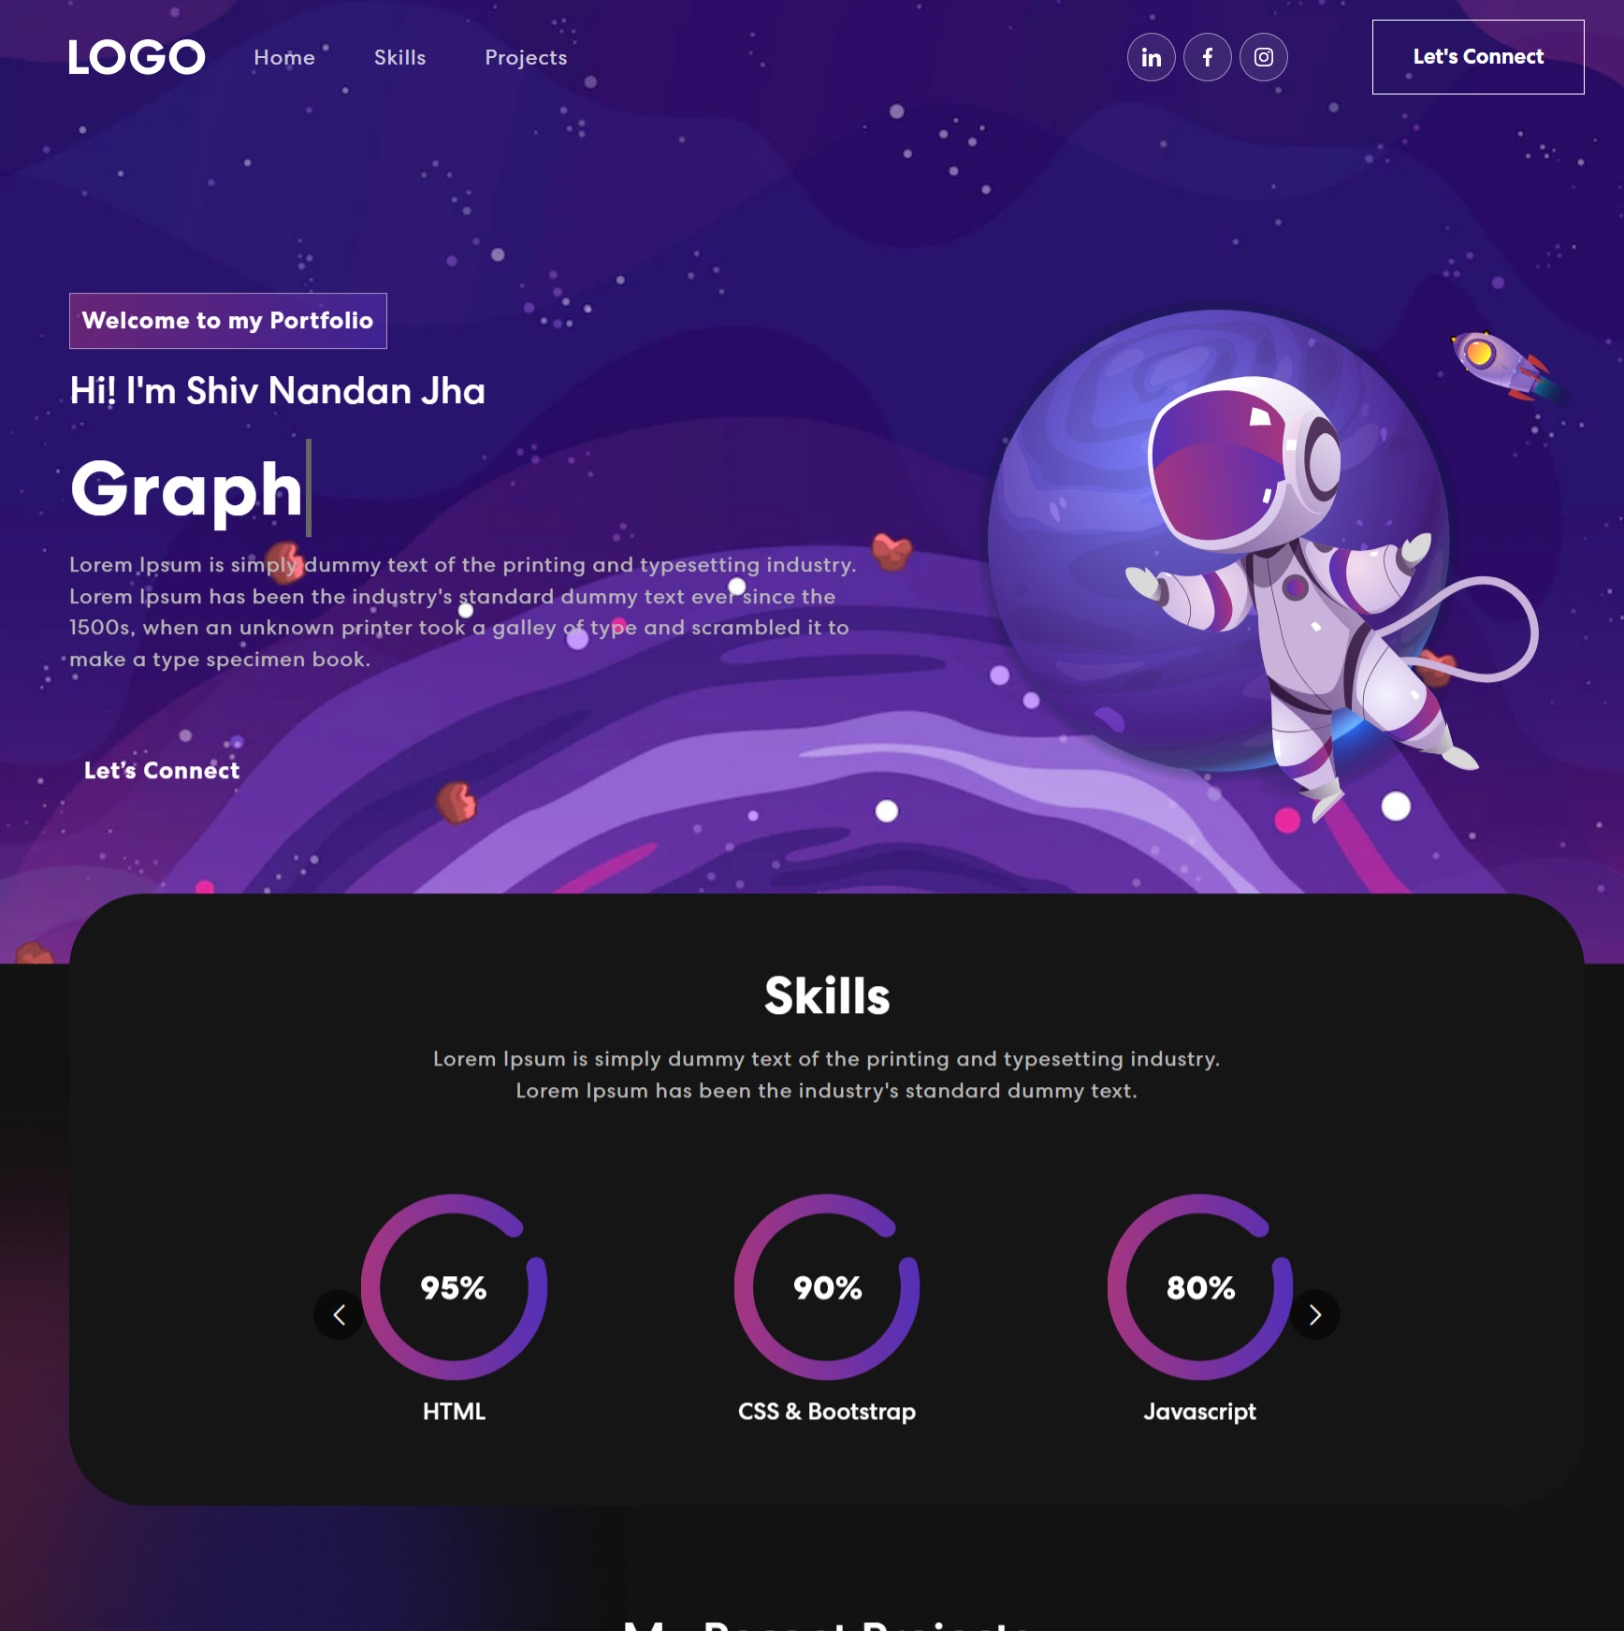 LOGO
Home
Skills
Projects
in
f
Let's Connect
Welcome to my Portfolio
Hi! I'm Shiv Nandan Jha
Graph
Lorem Ipsum is simply dummy text of the printing and typesetting industry.
Lorem Ipsum has been the industry's standard dummy text ever since the
1500s, when an unknown printer took a galley of type and scrambled it to
make a type specimen book.
Let’s Connect
Skills
Lorem Ipsum is simply dummy text of the printing and typesetting industry.
Lorem Ipsum has been the industry's standard dummy text.
95%
90%
80%
HTML
CSS & Bootstrap
Javascript
My Recent Projects